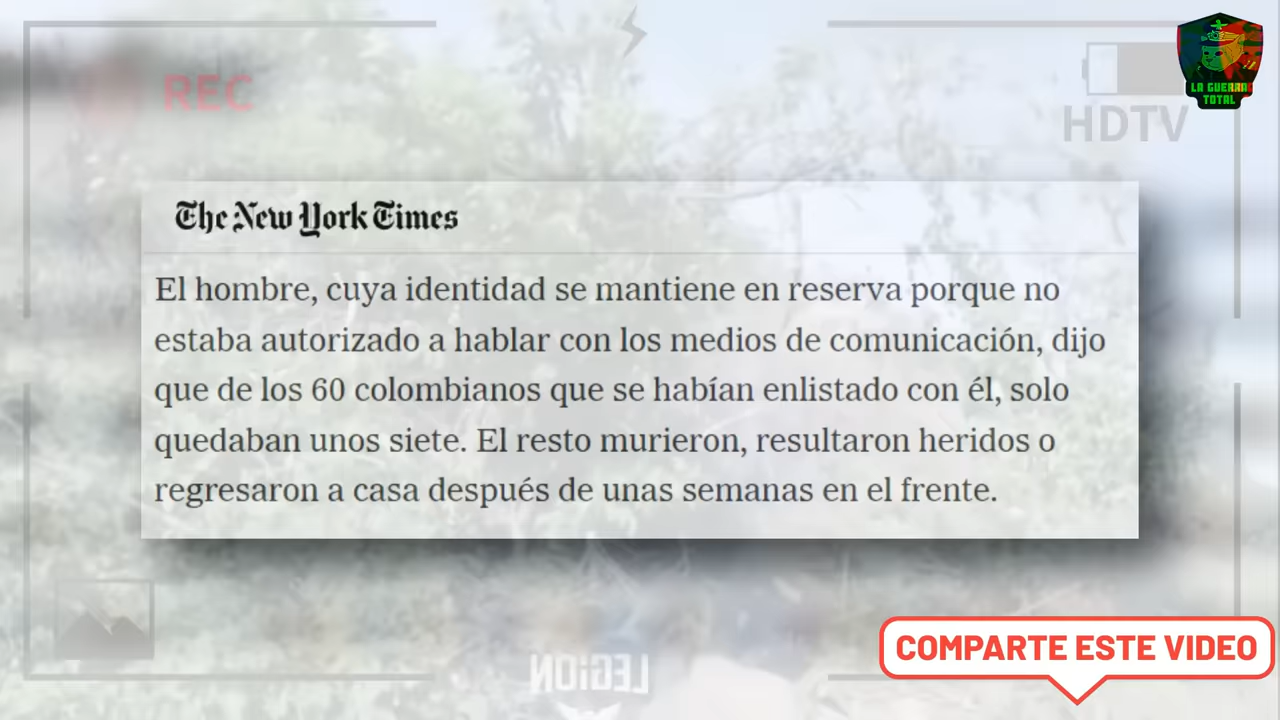 REC
HDTV
LA GUERRA
TOTAL
The New York Times
El hombre, cuya identidad se mantiene en reserva porque no
estaba autorizado a hablar con los medios de comunicación, dijo
que de los 60 colombianos que se habían enlistado con él, solo
quedaban unos siete. El resto murieron, resultaron heridos o
regresaron a casa después de unas semanas en el frente.
COMPARTE ESTE VIDEO
LEGION